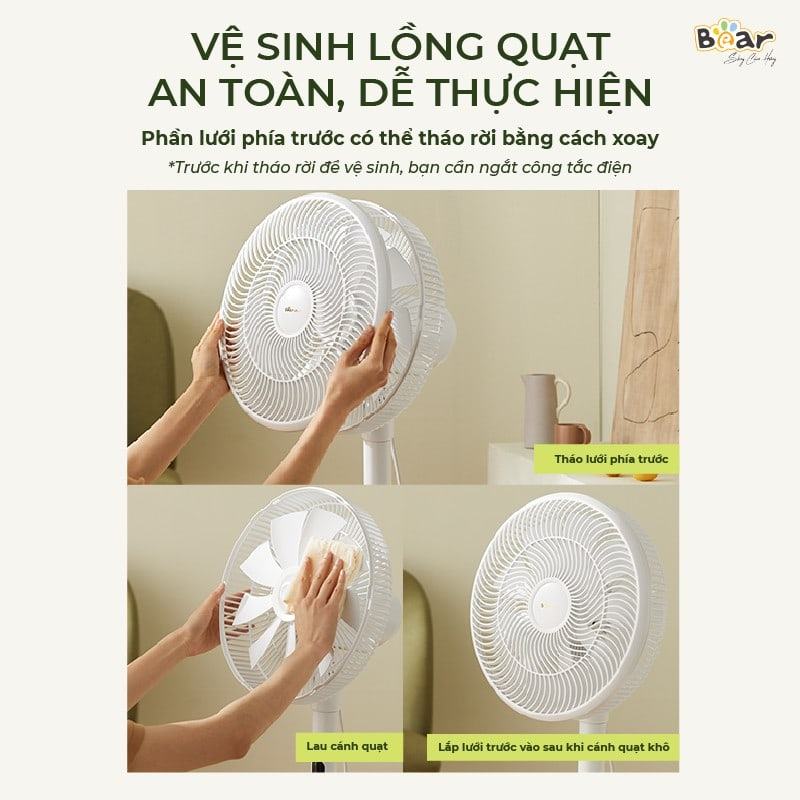 Bear
VỆ SINH LỒNG QUẠT
AN TOÀN, DỄ THỰC HIỆN
Phần lưới phía trước có thể tháo rời bằng cách xoay
*Trước khi tháo rời để vệ sinh, bạn cần ngắt công tắc điện
Tháo lưới phía trước
Lau cánh quạt
Lắp lưới trước vào sau khi cánh quạt khô